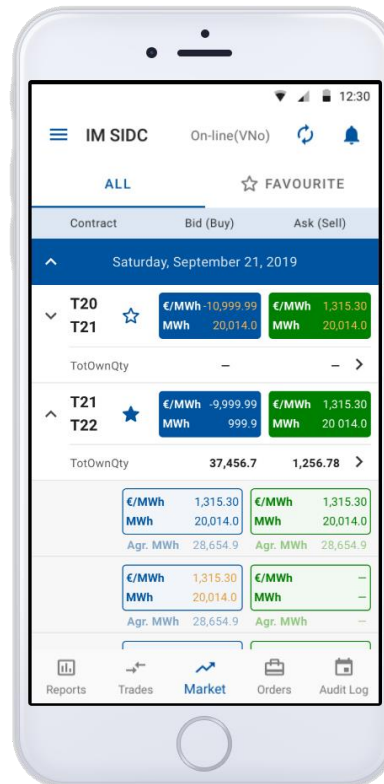 12:30
IM SIDC On-line(VNo)
ALL FAVOURITE
Contract Bid (Buy) Ask (Sell)
Saturday, September 21, 2019
T20 €/MWh -10,999.99 €/MWh 1,315.30
T21 MWh 20,014.0 MWh 20,014.0
TotOwnQty – –
T21 €/MWh -9,999.99 €/MWh 1,315.30
T22 MWh 999.9 MWh 20 014.0
TotOwnQty 37,456.7 1,256.78
€/MWh 1,315.30 €/MWh 1,315.30
MWh 20,014.0 MWh 20,014.0
Agr. MWh 28,654.9 Agr. MWh 28,654.9
€/MWh 1,315.30 €/MWh –
MWh 20,014.0 MWh –
Agr. MWh 28,654.9 Agr. MWh –
Reports Trades Market Orders Audit Log